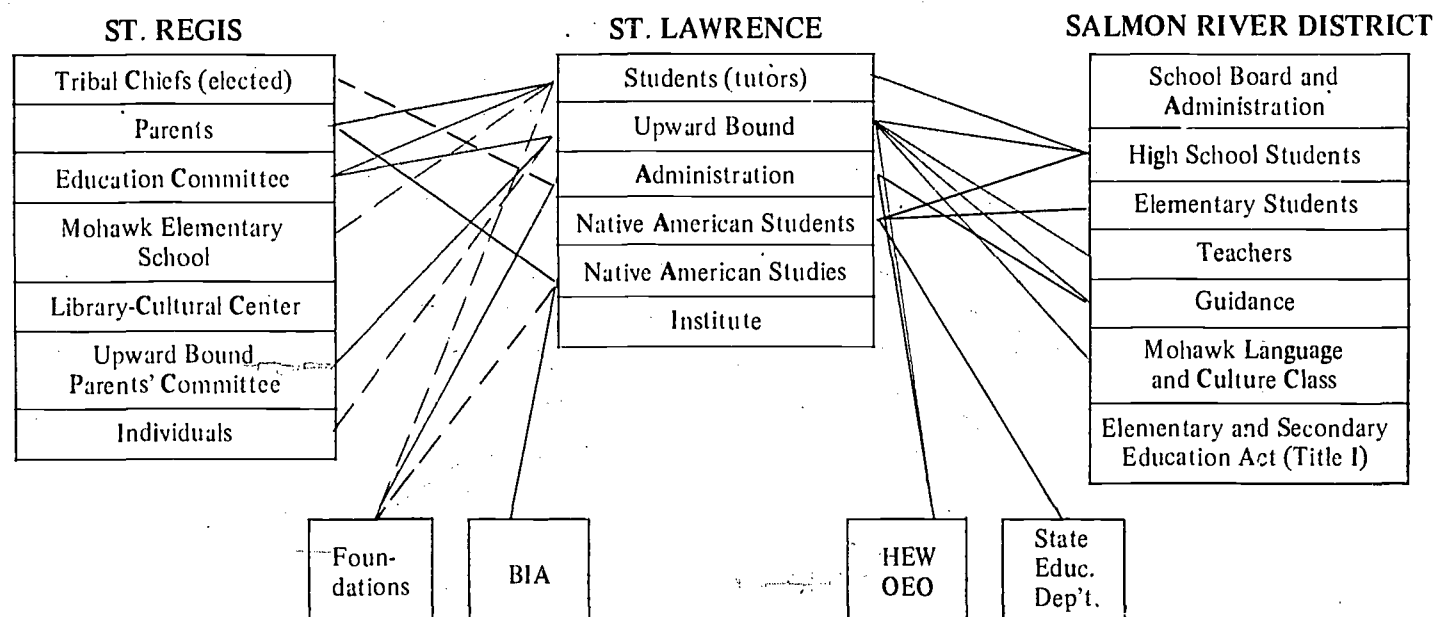 ST. REGIS
Tribal Chiefs (elected)
Parents
Education Committee
Mohawk Elementary
School
Library-Cultural Center
Upward Bound
Parents' Committee
Individuals
ST. LAWRENCE
Students (tutors)
Upward Bound
Administration
Native American Students
Native American Studies
Institute
SALMON RIVER DISTRICT
School Board and
Administration
High School Students
Elementary Students
Teachers
Guidance
Mohawk Language
and Culture Class
Elementary and Secondary
Education Act (Title I)
Foun-
dations
BIA
HEW
OEO
State
Educ.
Dep't.